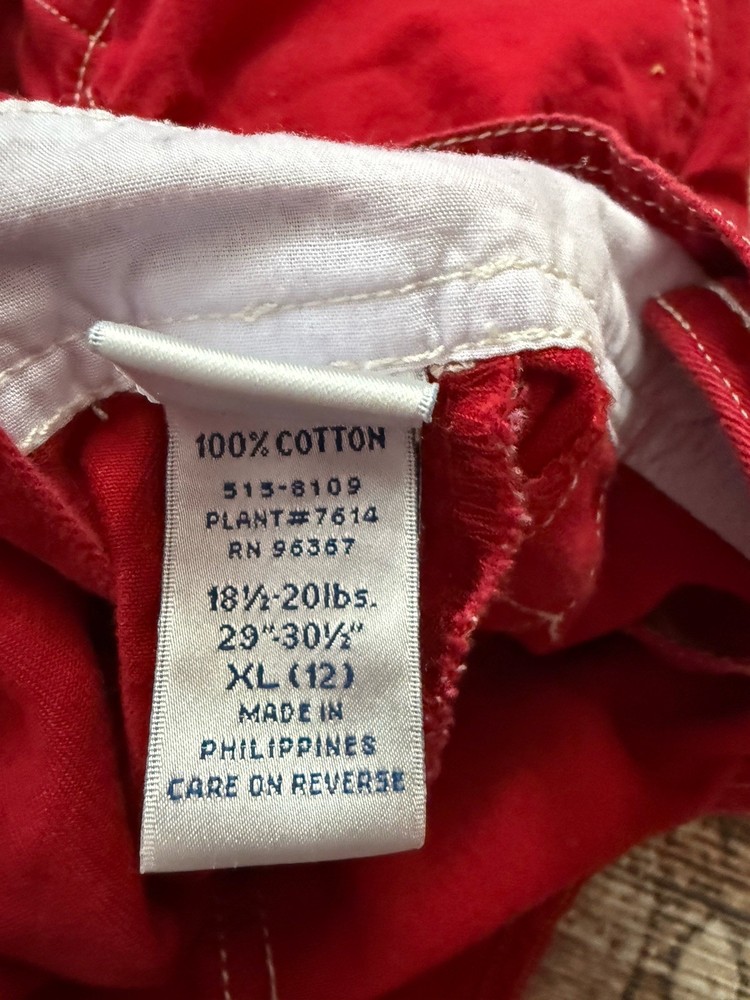 100% COTTON
515-8109
PLANT#7614
RN 96367
18½-20lbs.
29"-30½"
XL (12)
MADE IN
PHILIPPINES
CARE ON REVERSE